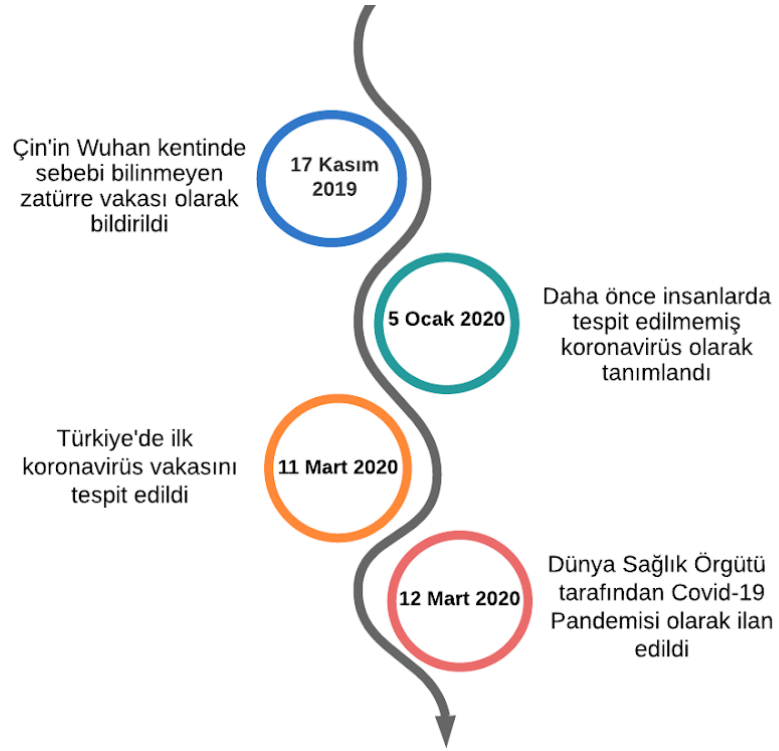 Çin'in Wuhan kentinde
sebebi bilinmeyen
zatürre vakası olarak
bildirildi
17 Kasım
2019
5 Ocak 2020
Daha önce insanlarda
tespit edilmemiş
koronavirüs olarak
tanımlandı
Türkiye'de ilk
koronavirüs vakasını
tespit edildi
11 Mart 2020
12 Mart 2020
Dünya Sağlık Örgütü
tarafından Covid-19
Pandemisi olarak ilan
edildi